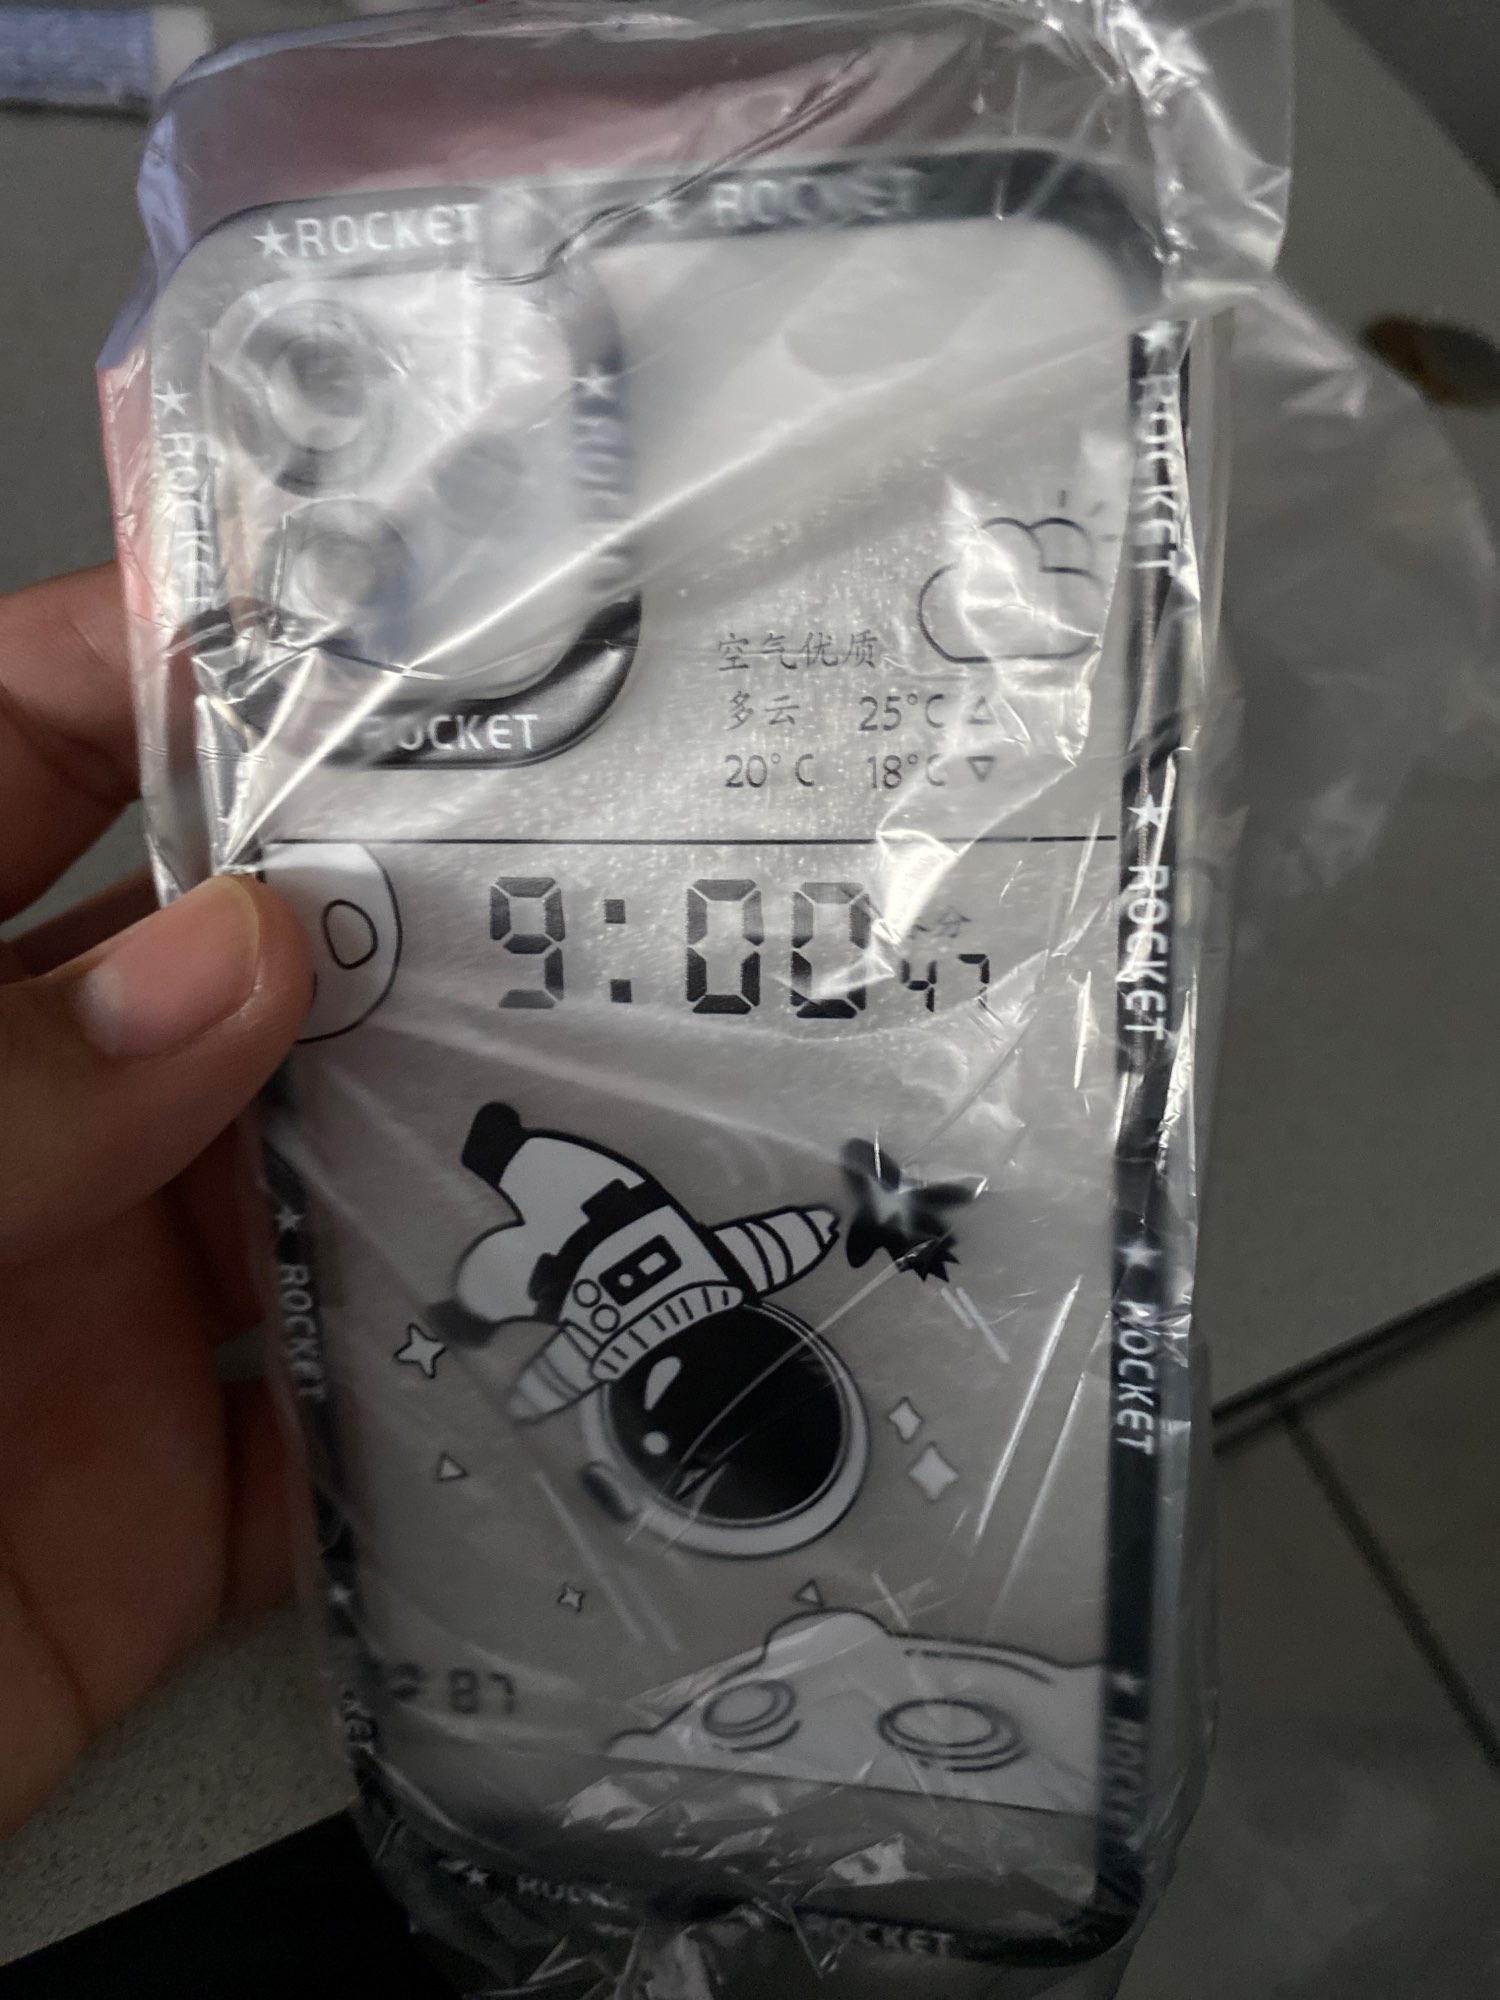 ★ROCKET
★ ROCKET
★ ROCKET
★ ROCKET
ROCKET
空气优质
多云 25°C △
20°C 18°C ▽
9:00 47
★ ROCKET
★ ROCKET
★ ROCKET
★ ROCKET
ROCKET